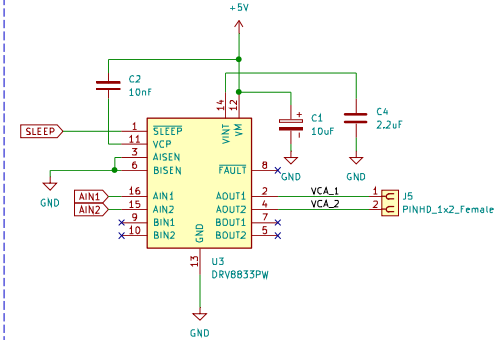 +5V
C2
10nF
14
12
C1
10uF
C4
2.2uF
SLEEP
1
SLEEP
VINT
VM
11
VCP
3
AISEN
6
BISEN
FAULT
8
GND
GND
GND
AIN1
16
AIN1
AOUT1
2
VCA_1
1
J5
AIN2
15
AIN2
AOUT2
4
VCA_2
2
PINHD_1x2_Female
9
BIN1
BOUT1
7
10
BIN2
BOUT2
5
GND
13
U3
DRV8833PW
GND